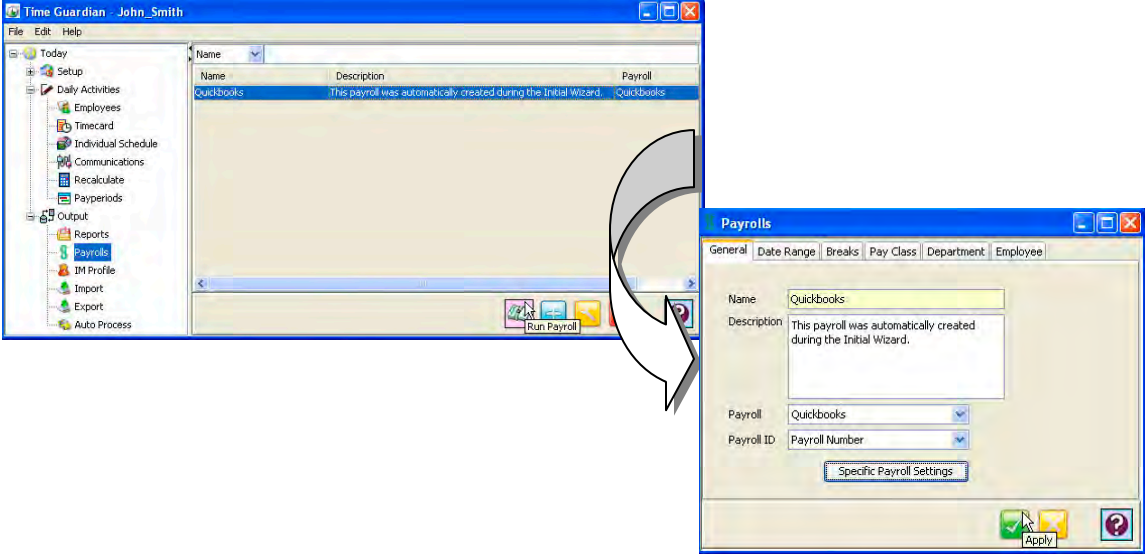 Time Guardian - John_Smith
File Edit Help
Today
Setup
Daily Activities
Employees
Timecard
Individual Schedule
Communications
Recalculate
Payperiods
Output
Reports
Payrolls
IM Profile
Import
Export
Auto Process
Name
Name Description Payroll
Quickbooks This payroll was automatically created during the Initial Wizard. Quickbooks
Run Payroll
Payrolls
General Date Range Breaks Pay Class Department Employee
Name Quickbooks
Description This payroll was automatically created
during the Initial Wizard.
Payroll Quickbooks
Payroll ID Payroll Number
Specific Payroll Settings
Apply